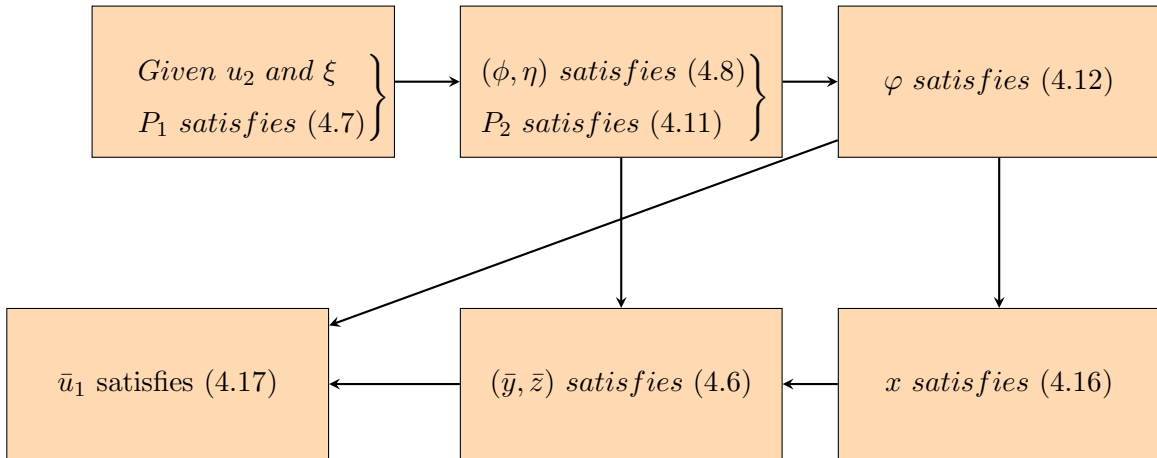 Given u₂ and ξ
P₁ satisfies (4.7)
(ϕ, η) satisfies (4.8)
P₂ satisfies (4.11)
φ satisfies (4.12)
ū₁ satisfies (4.17)
(ȳ, z̄) satisfies (4.6)
x satisfies (4.16)